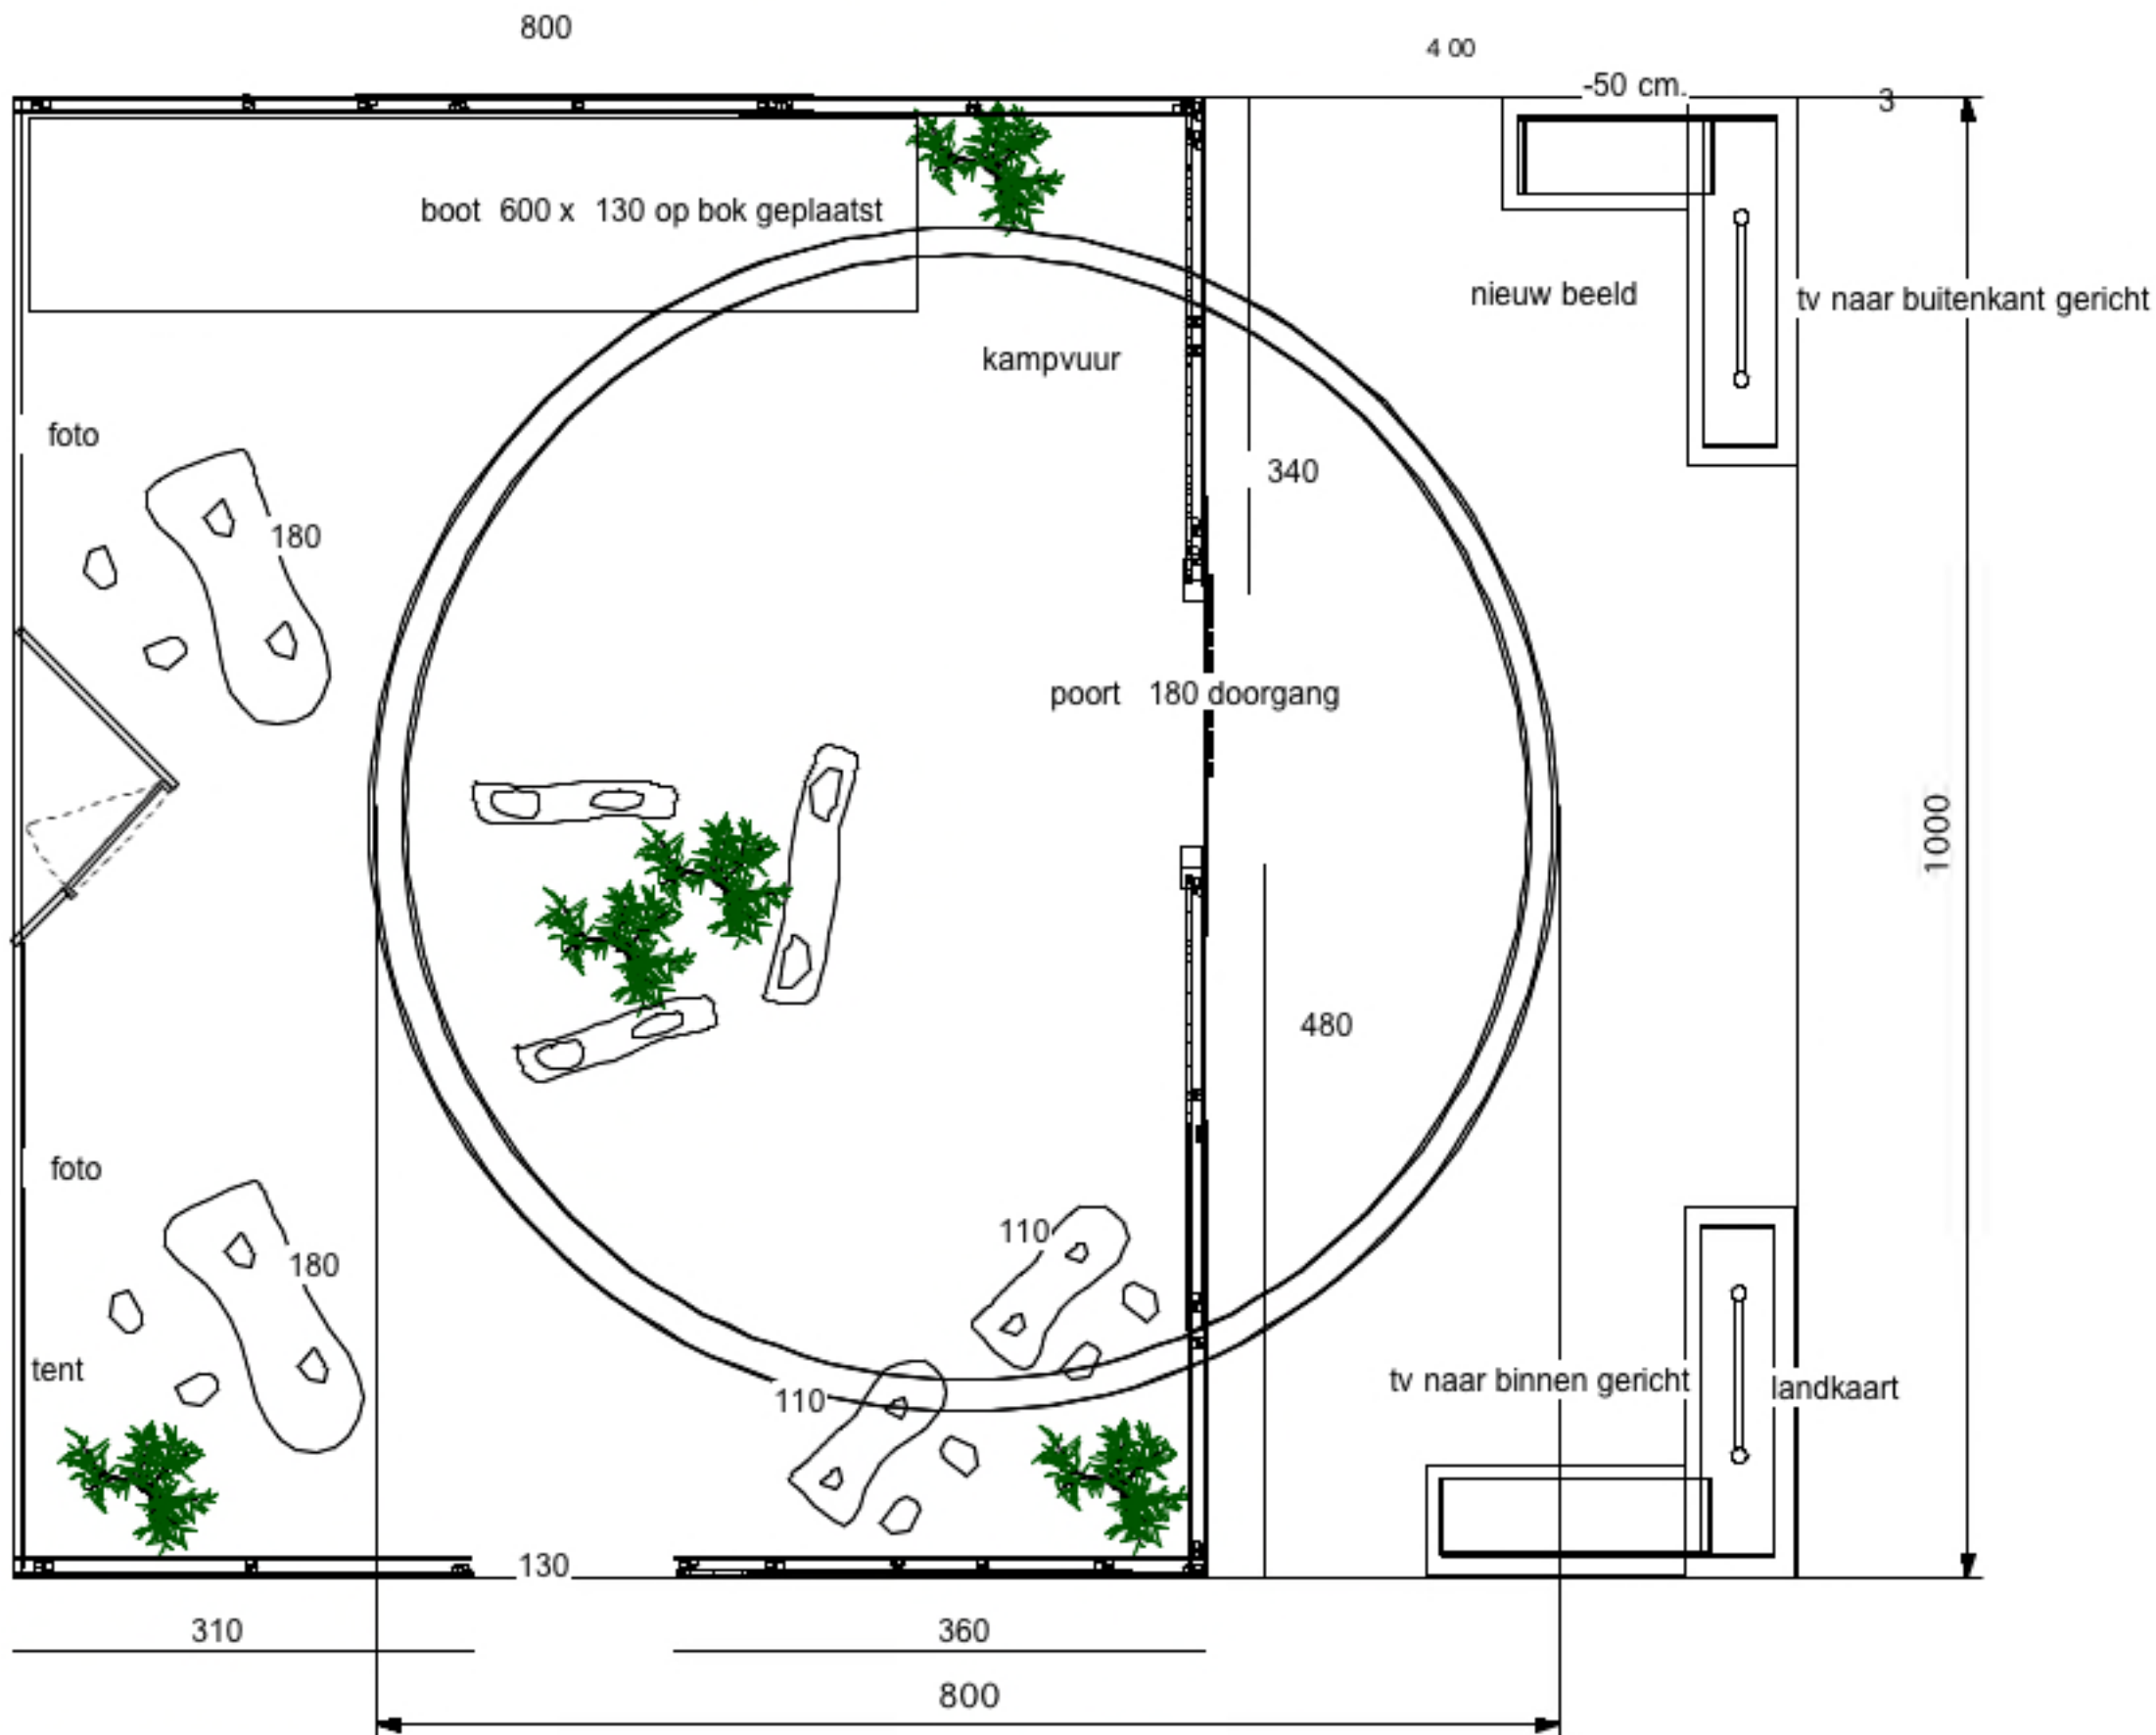 800
4 00
-50 cm.
3
boot 600 x 130 op bok geplaatst
nieuw beeld
tv naar buitenkant gericht
kampvuur
foto
340
180
poort 180 doorgang
1000
480
foto
110
180
tent
110
tv naar binnen gericht
landkaart
130
310
360
800